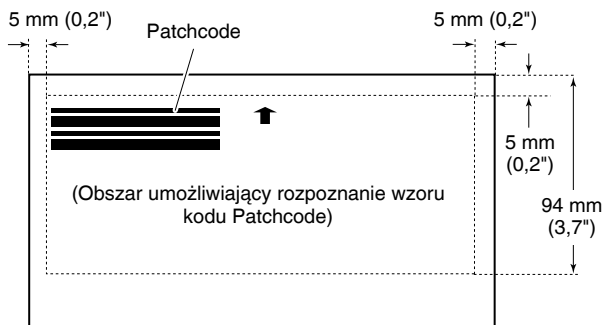 5 mm (0,2")
Patchcode
5 mm (0,2")
5 mm
(0,2")
(Obszar umożliwiający rozpoznanie wzoru
kodu Patchcode)
94 mm
(3,7")